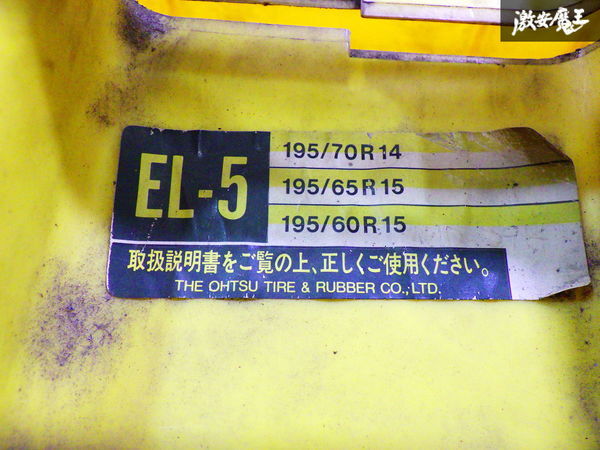 激安魔王
EL-5
195/70R14
195/65R15
195/60R15
取扱説明書をご覧の上、正しくご使用ください。
THE OHTSU TIRE & RUBBER CO.,LTD.